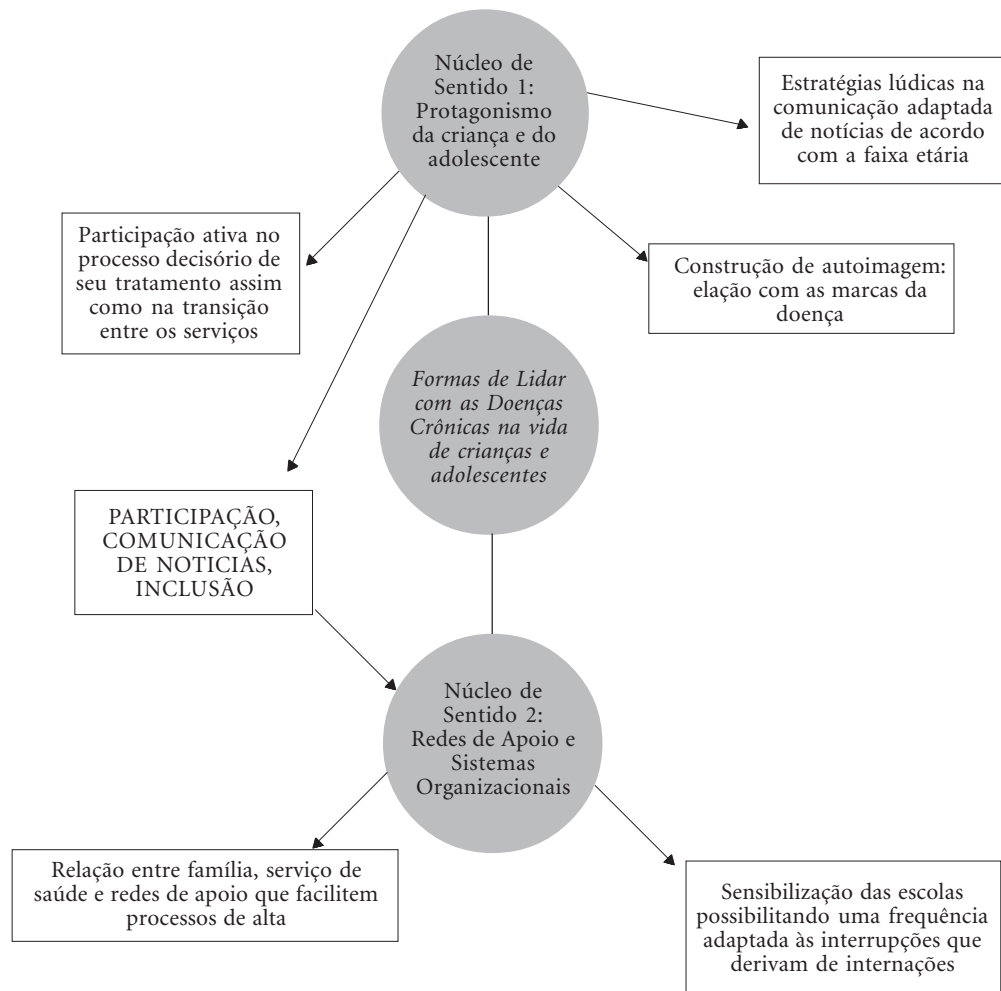 Núcleo de
Sentido 1:
Protagonismo
da criança e do
adolescente
Estratégias lúdicas na
comunicação adaptada
de notícias de acordo
com a faixa etária
Participação ativa no
processo decisório de
seu tratamento assim
como na transição
entre os serviços
Construção de autoimagem:
elação com as marcas da
doença
Formas de Lidar
com as Doenças
Crônicas na vida
de crianças e
adolescentes
PARTICIPAÇÃO,
COMUNICAÇÃO
DE NOTICIAS,
INCLUSÃO
Núcleo de
Sentido 2:
Redes de Apoio e
Sistemas
Organizacionais
Relação entre família, serviço de
saúde e redes de apoio que facilitem
processos de alta
Sensibilização das escolas
possibilitando uma frequência
adaptada às interrupções que
derivam de internações